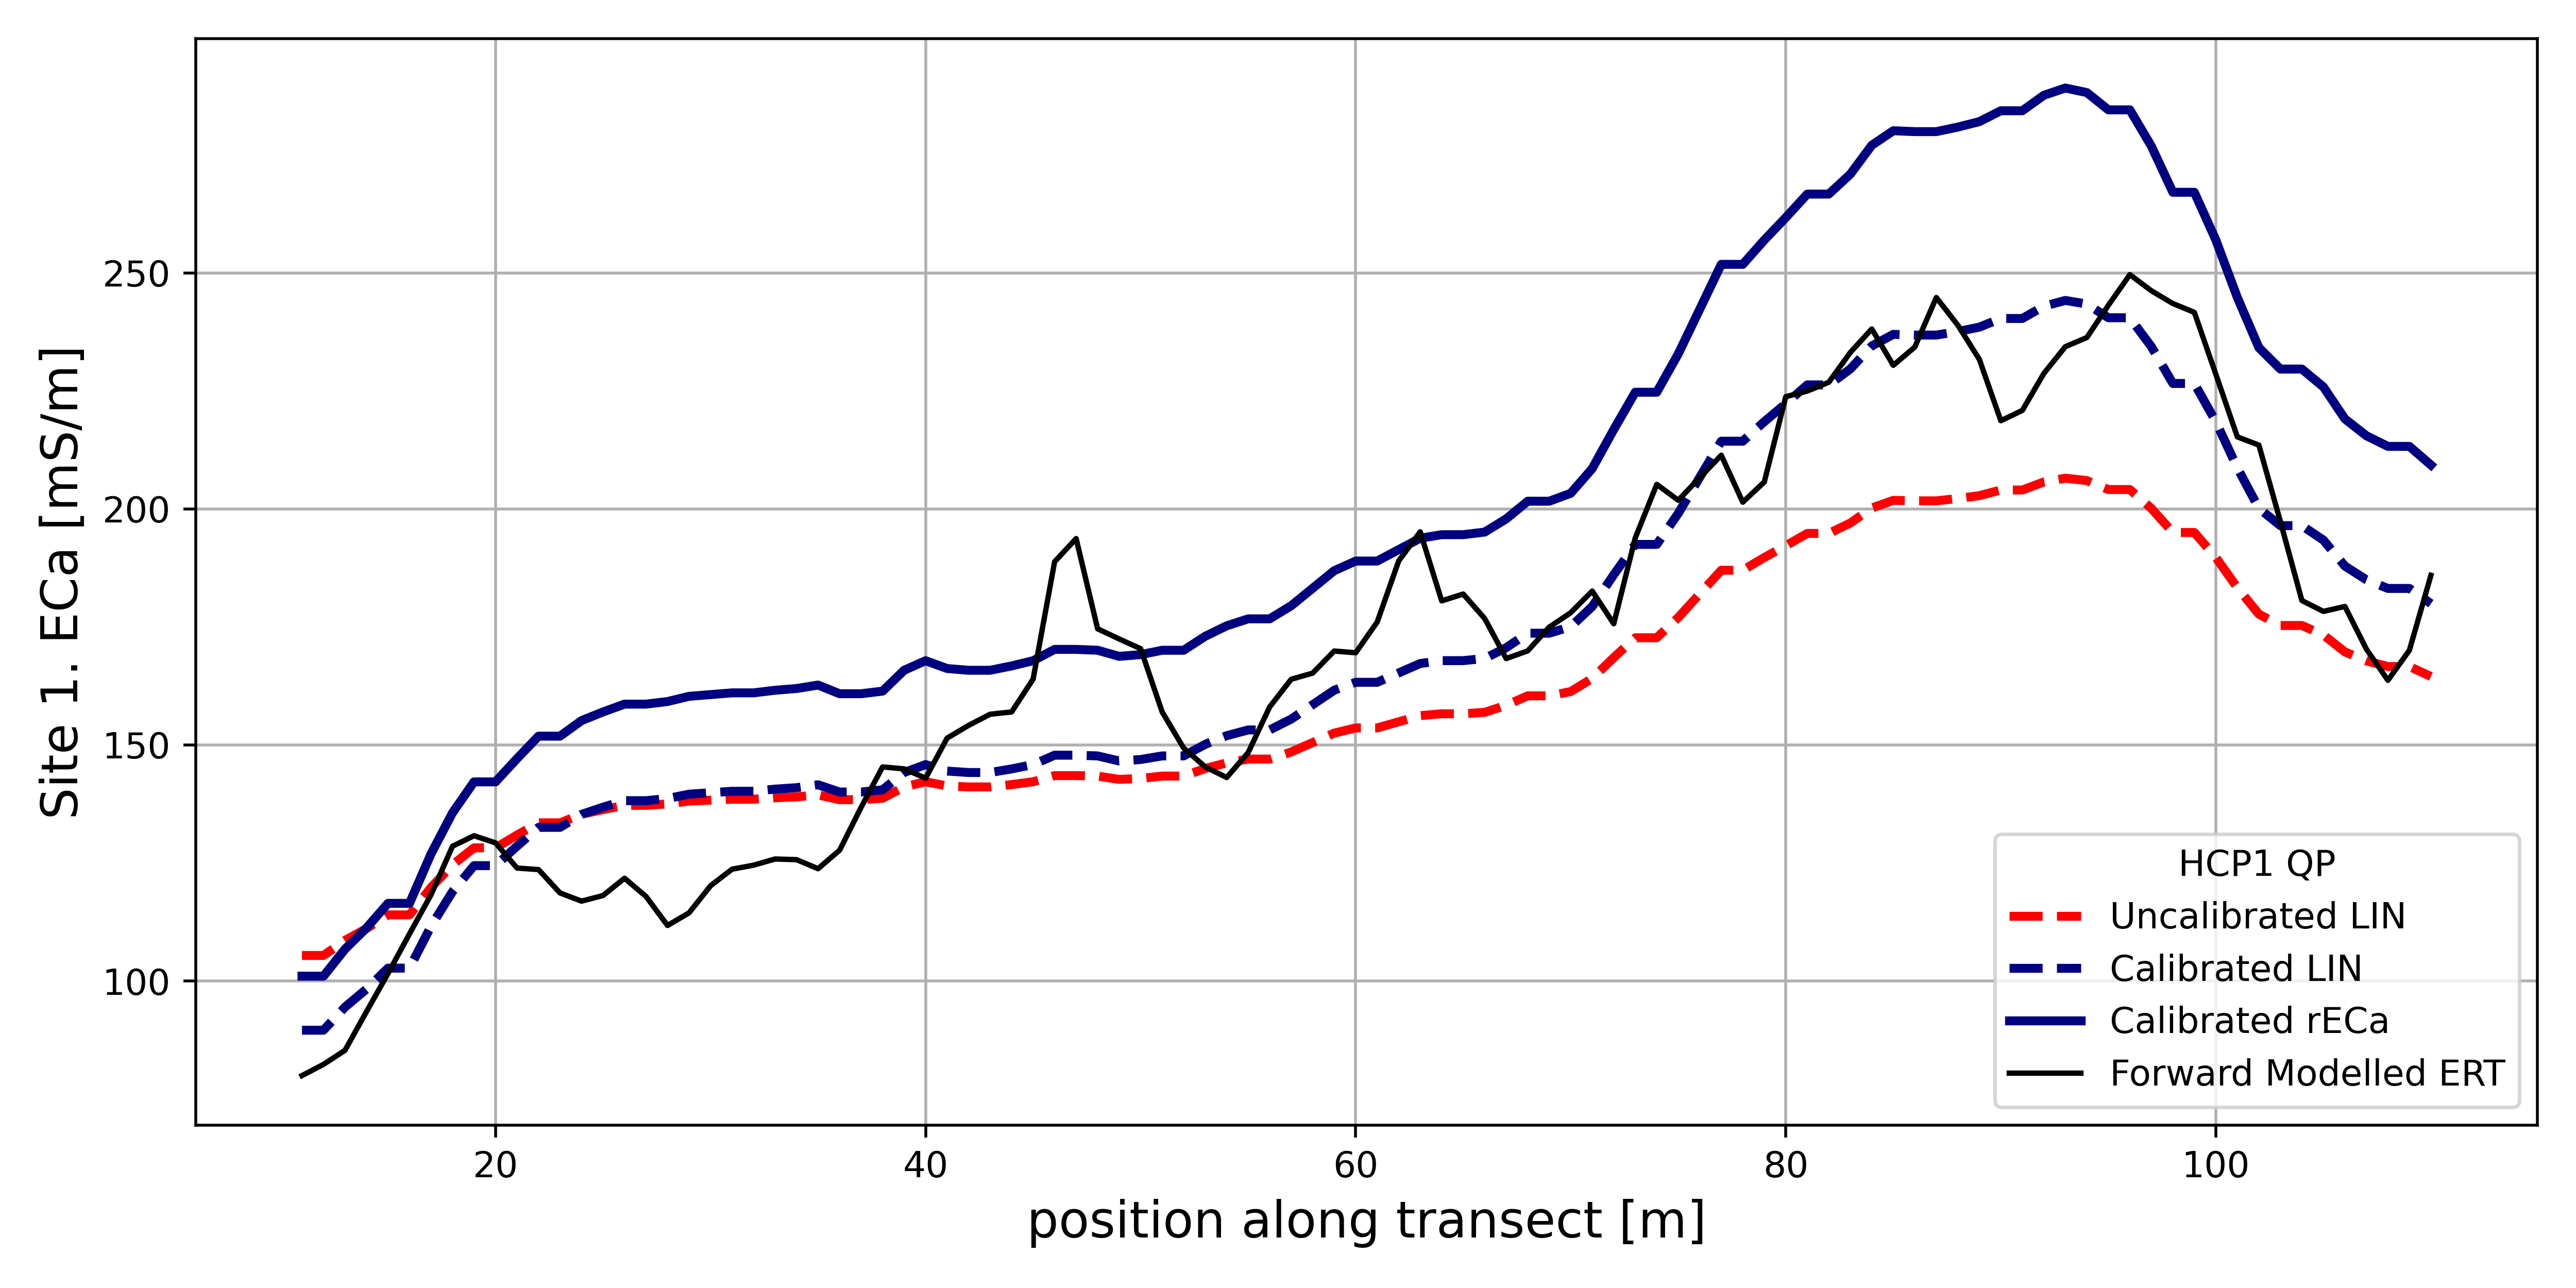 Site 1. ECa [mS/m]
250
200
150
100
20 40 60 80 100
position along transect [m]
HCP1 QP
Uncalibrated LIN
Calibrated LIN
Calibrated rECa
Forward Modelled ERT